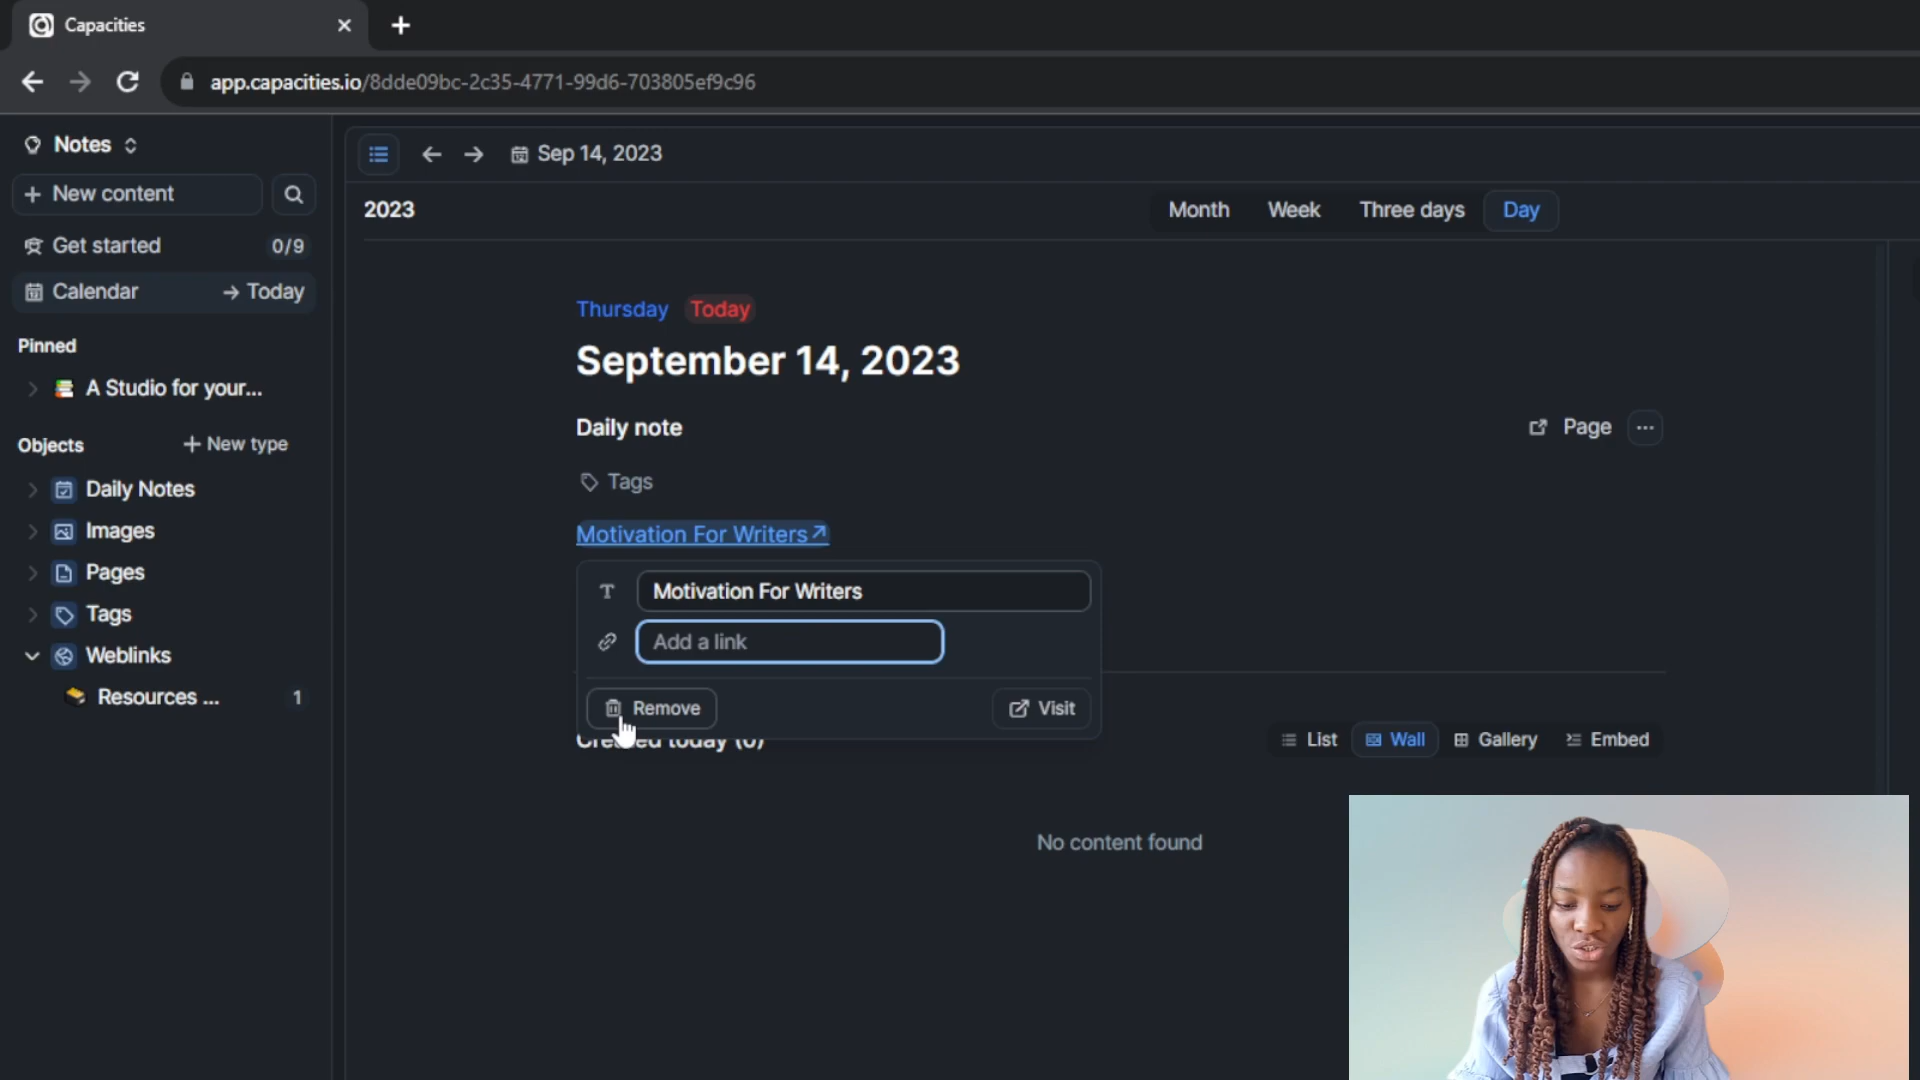 Capacities
app.capacities.io/8dde09bc-2c35-4771-99d6-703805ef9c96
Notes
Sep 14, 2023
New content
2023
Month Week Three days Day
Get started 0/9
Calendar → Today
Thursday Today
Pinned
September 14, 2023
A Studio for your...
Daily note
Page
Objects + New type
Tags
Daily Notes
Motivation For Writers
Images
Pages
Motivation For Writers
Tags
Add a link
Weblinks
Resources ... 1
Remove
Visit
Created today (0)
List Wall Gallery Embed
No content found